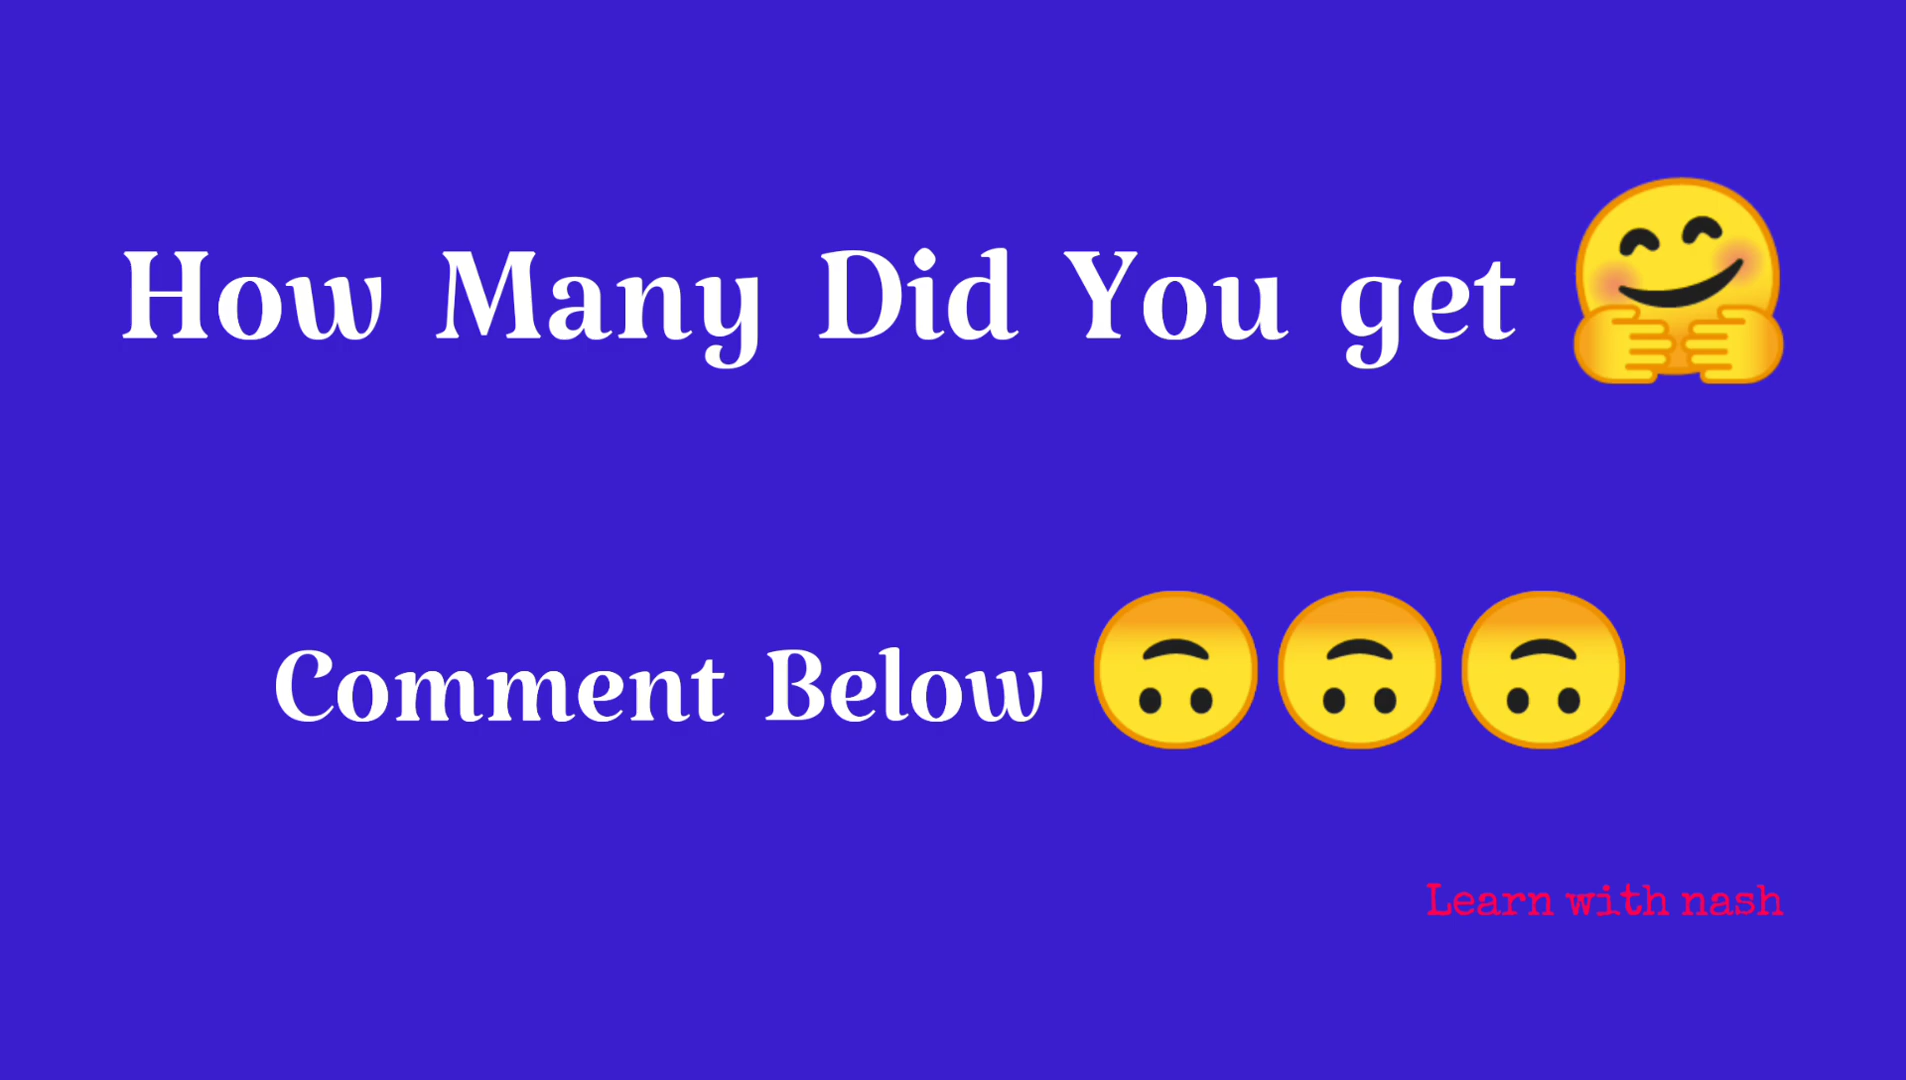 How Many Did You get 🤗
Comment Below 🙃🙃🙃
Learn with nash